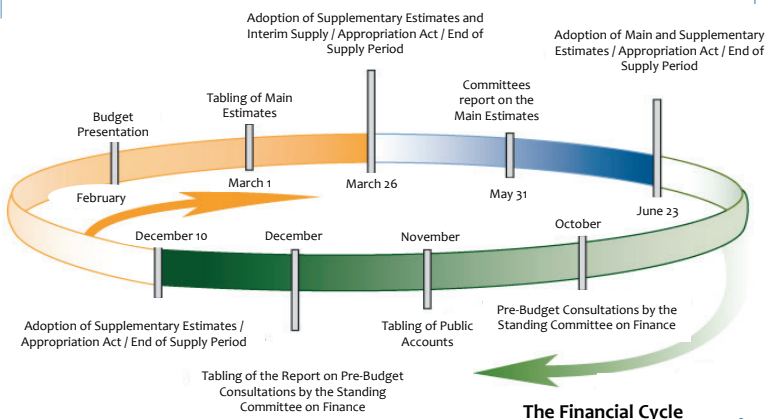 Adoption of Supplementary Estimates and
Interim Supply / Appropriation Act / End of
Supply Period
Adoption of Main and Supplementary
Estimates / Appropriation Act / End of
Supply Period
Committees
report on the
Main Estimates
Tabling of Main
Estimates
Budget
Presentation
February
March 1
March 26
May 31
June 23
December 10
December
November
October
Adoption of Supplementary Estimates /
Appropriation Act / End of Supply Period
Tabling of the Report on Pre-Budget
Consultations by the Standing
Committee on Finance
Tabling of Public
Accounts
Pre-Budget Consultations by the
Standing Committee on Finance
The Financial Cycle